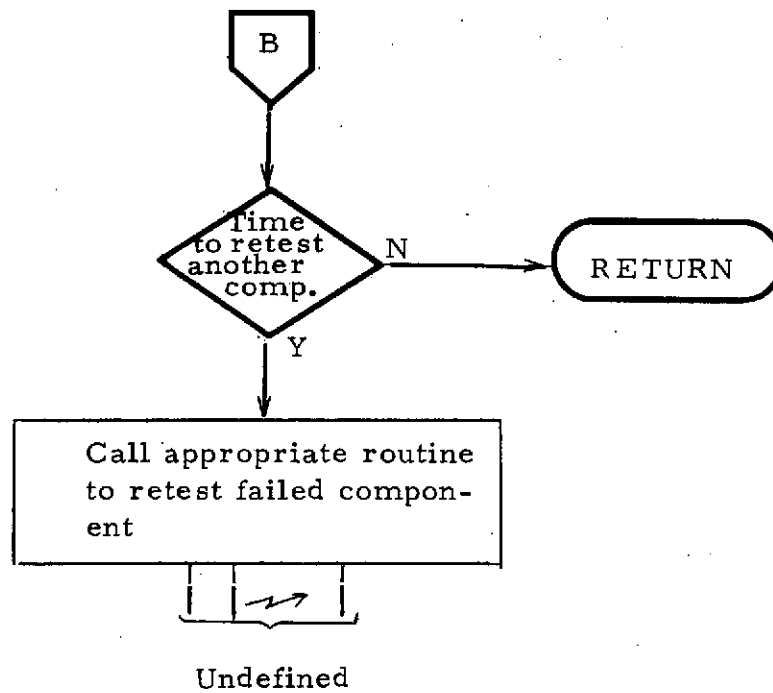 B
Time
to retest
another
comp.
N
RETURN
Y
Call appropriate routine
to retest failed compon-
ent
Undefined